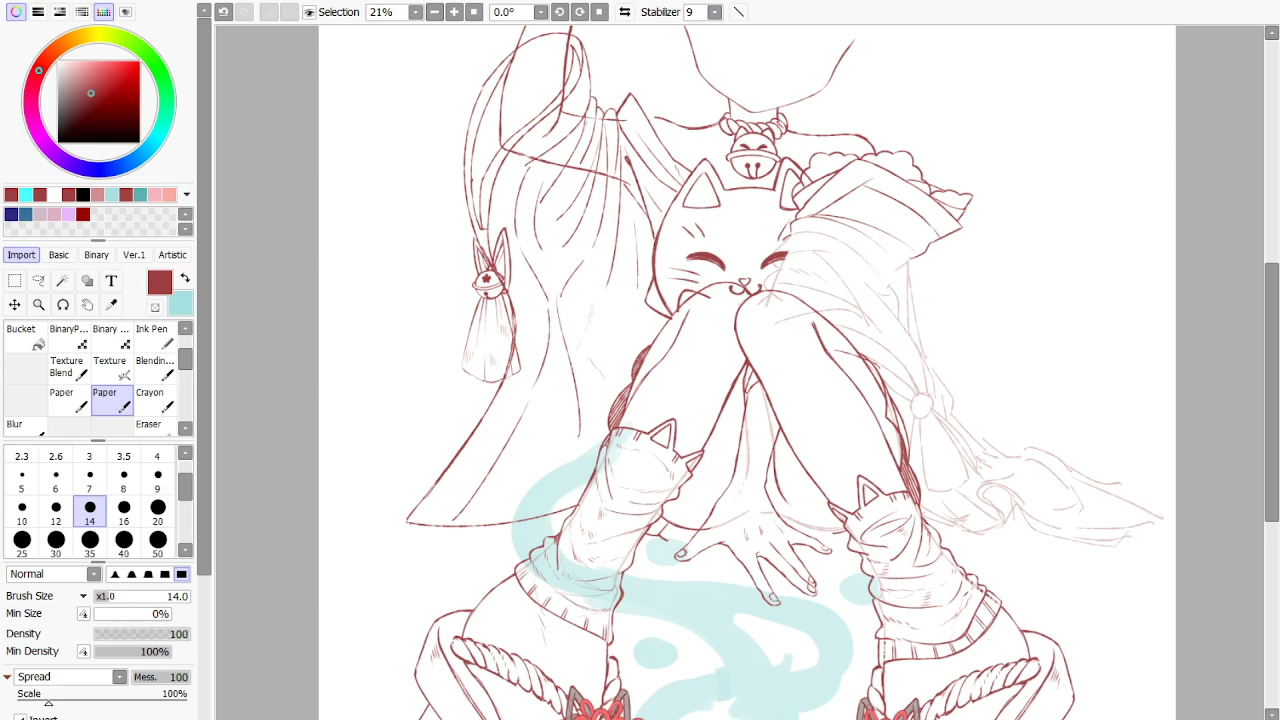 Selection 21% 0.0° Stabilizer 9
Import Basic Binary Ver.1 Artistic
T
Bucket BinaryP... Binary ... Ink Pen
Texture Blend Texture Blendin...
Paper Paper Crayon
Blur Eraser
2.3 2.6 3 3.5 4
5 6 7 8 9
10 12 14 16 20
25 30 35 40 50
Normal
Brush Size x1.0 14.0
Min Size 0%
Density 100
Min Density 100%
Spread Mess. 100
Scale 100%
Invert